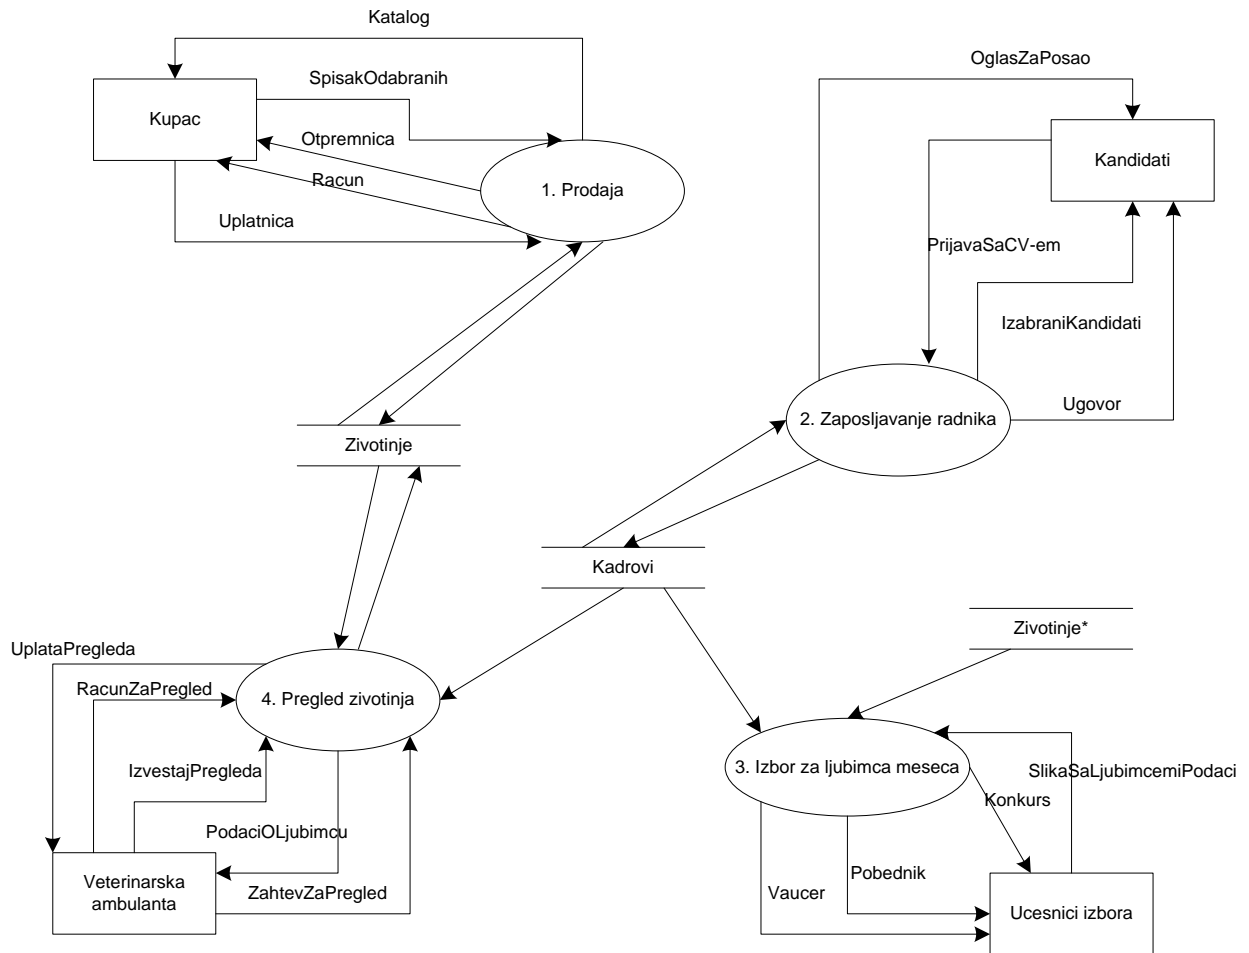 Katalog
SpisakOdabranih
Kupac
Otpremnica
Racun
1. Prodaja
Uplatnica
OglasZaPosao
Kandidati
PrijavaSaCV-em
IzabraniKandidati
Ugovor
2. Zaposljavanje radnika
Zivotinje
Kadrovi
Zivotinje*
UplataPregleda
RacunZaPregled
4. Pregled zivotinja
IzvestajPregleda
PodaciOLjubimcu
ZahtevZaPregled
Veterinarska
ambulanta
3. Izbor za ljubimca meseca
SlikaSaLjubimcemiPodaci
Konkurs
Pobednik
Vaucer
Ucesnici izbora